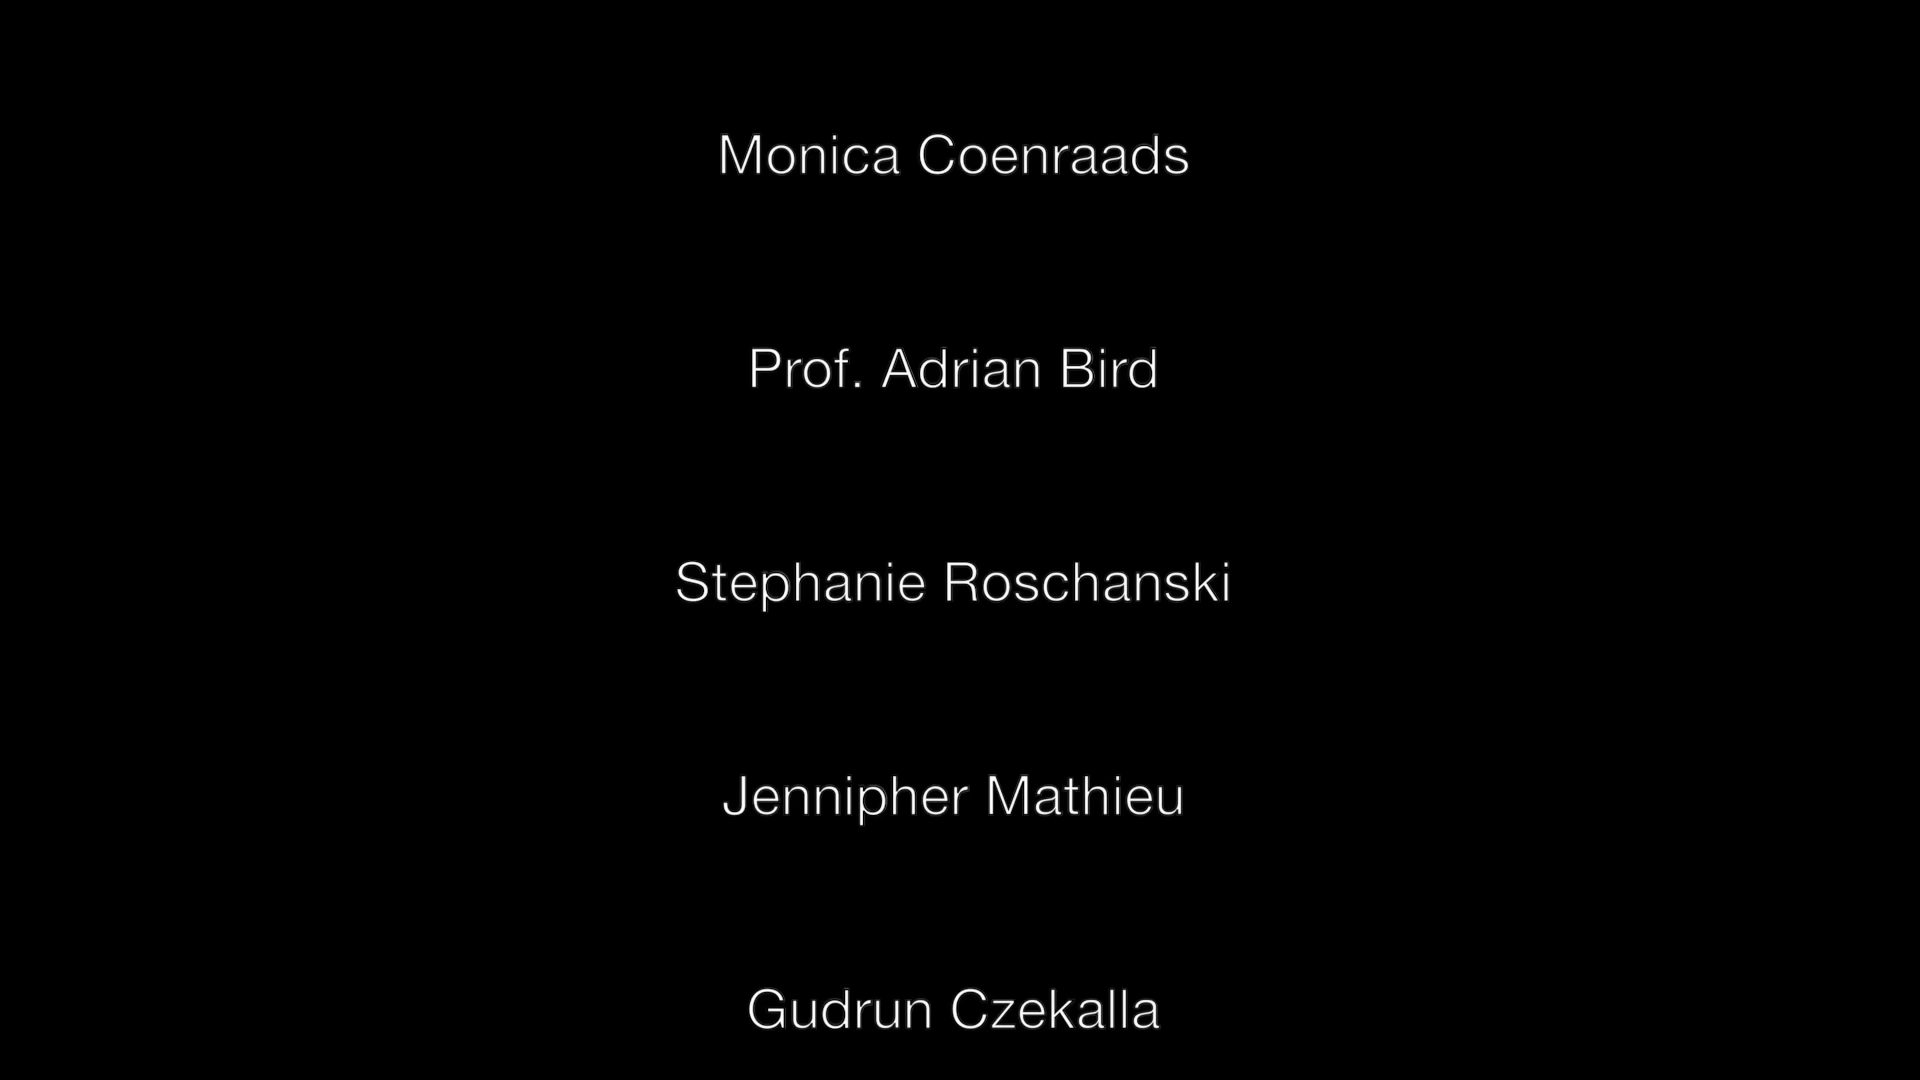 Monica Coenraads
Prof. Adrian Bird
Stephanie Roschanski
Jennipher Mathieu
Gudrun Czekalla